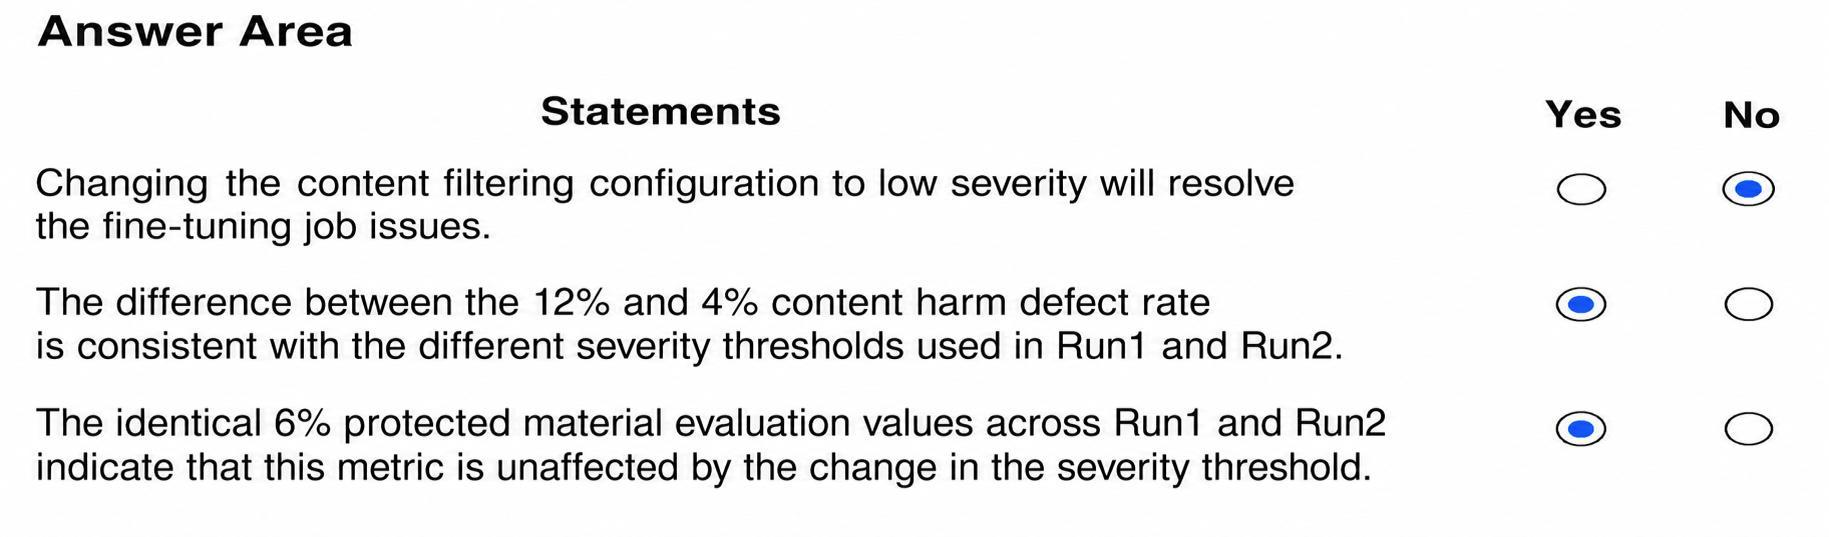 Answer Area
Statements Yes No
Changing the content filtering configuration to low severity will resolve
the fine-tuning job issues.
The difference between the 12% and 4% content harm defect rate
is consistent with the different severity thresholds used in Run1 and Run2.
The identical 6% protected material evaluation values across Run1 and Run2
indicate that this metric is unaffected by the change in the severity threshold.